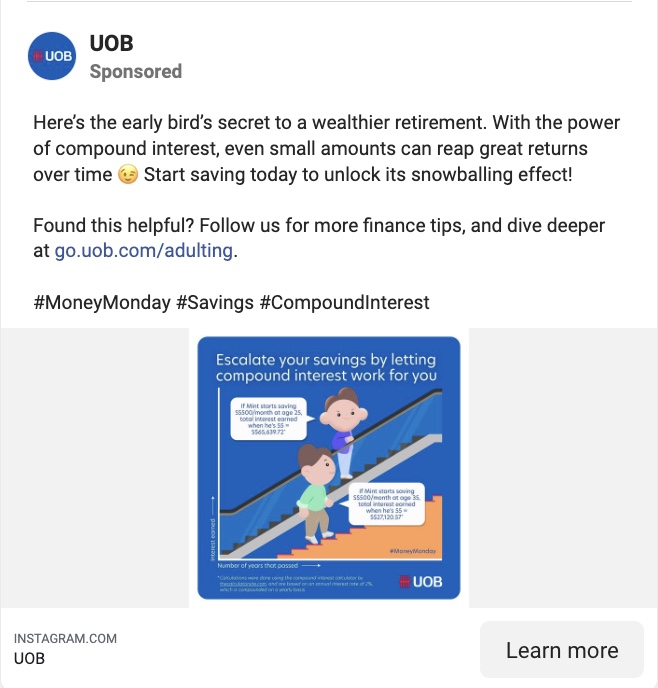 UOB
UOB
Sponsored
Here's the early bird's secret to a wealthier retirement. With the power
of compound interest, even small amounts can reap great returns
over time 😉 Start saving today to unlock its snowballing effect!
Found this helpful? Follow us for more finance tips, and dive deeper
at go.uob.com/adulting.
#MoneyMonday #Savings #CompoundInterest
Escalate your savings by letting
compound interest work for you
If Mint starts saving
S$500/month at age 25,
total interest earned
when he's 55 =
S$65,639.72*
If Mint starts saving
S$500/month at age 35,
total interest earned
when he's 55 =
S$27,120.57*
Interest earned
#MoneyMonday
Number of years that passed
*Calculations were done using the compound interest calculator by
thecalculatorsite.com and are based on an annual interest rate of 2%,
which is compounded on a yearly basis.
UOB
INSTAGRAM.COM
UOB
Learn more